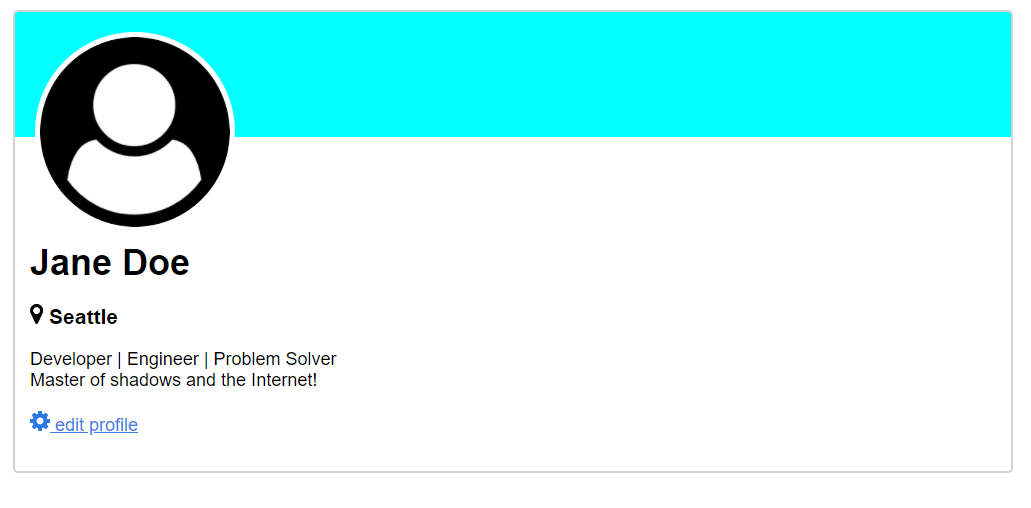 Jane Doe
Seattle
Developer | Engineer | Problem Solver
Master of shadows and the Internet!
edit profile